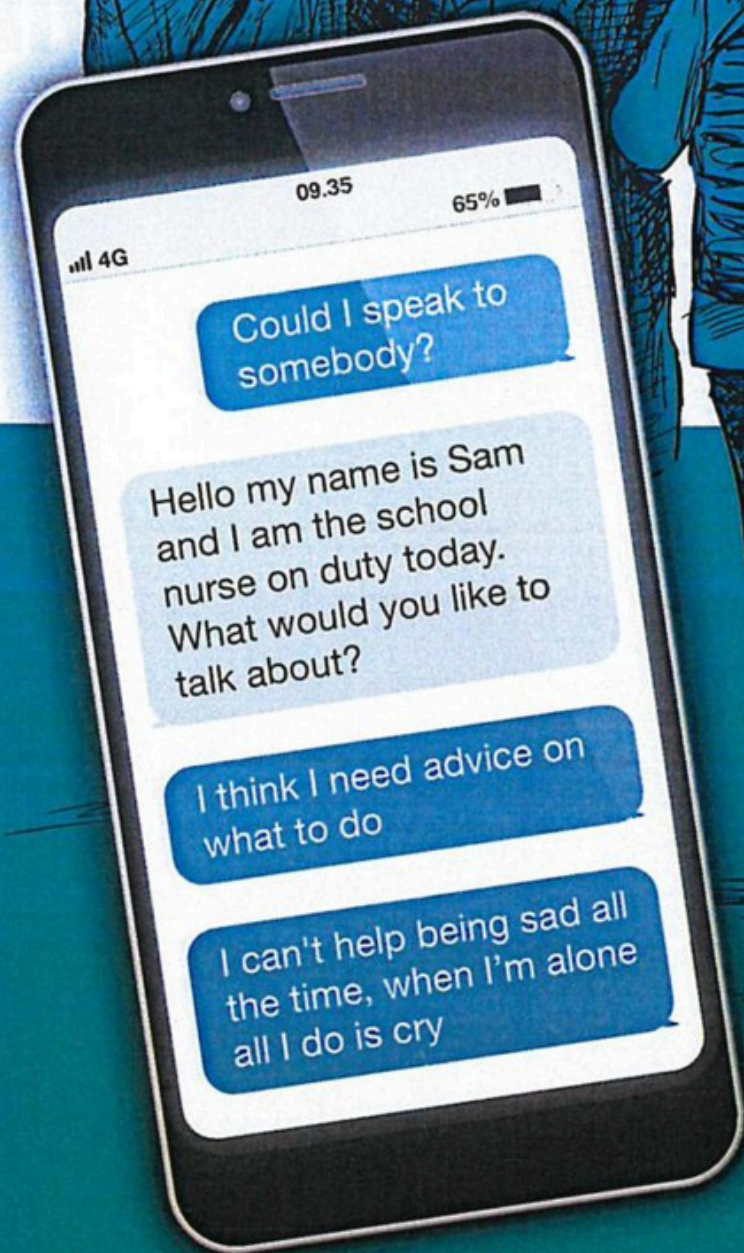 09.35
4G
65%
Could I speak to
somebody?
Hello my name is Sam
and I am the school
nurse on duty today.
What would you like to
talk about?
I think I need advice on
what to do
I can't help being sad all
the time, when I'm alone
all I do is cry